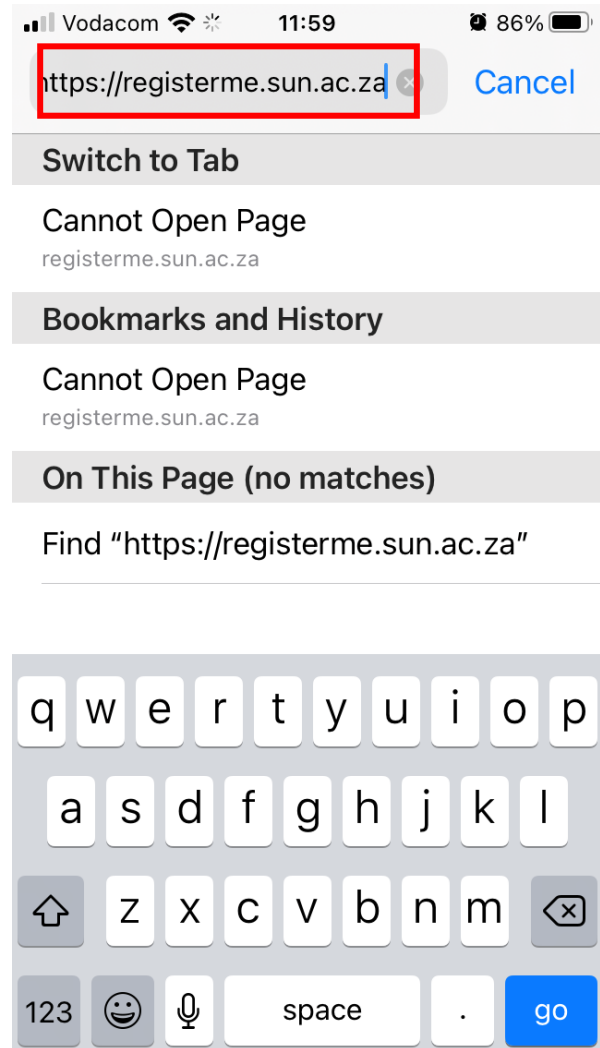 Vodacom 11:59 86%
https://registerme.sun.ac.za Cancel
Switch to Tab
Cannot Open Page
registerme.sun.ac.za
Bookmarks and History
Cannot Open Page
registerme.sun.ac.za
On This Page (no matches)
Find “https://registerme.sun.ac.za”
q w e r t y u i o p
a s d f g h j k l
z x c v b n m
123 space . go